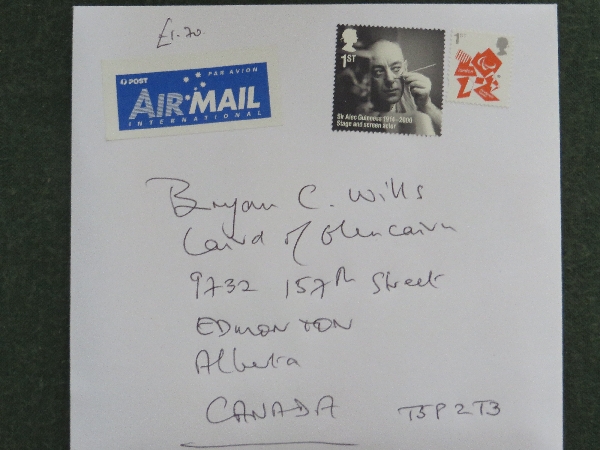 £1.70
POST
PAR AVION
AIR MAIL
INTERNATIONAL
1ST
Sir Alec Guinness 1914-2000
Stage and screen actor
1ST
Bryan C. Wills
Laird of Glencairn
9732 157th Street
EDMONTON
Alberta
CANADA T5P 2T3